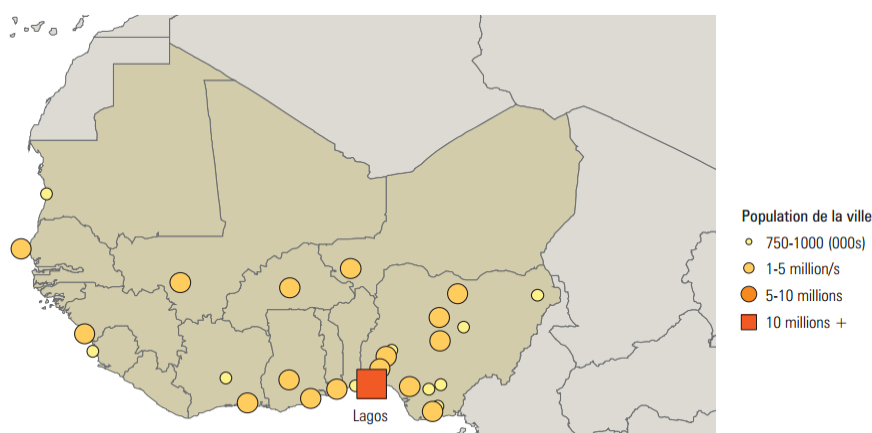 Lagos
Population de la ville
750-1000 (000s)
1-5 million/s
5-10 millions
10 millions +